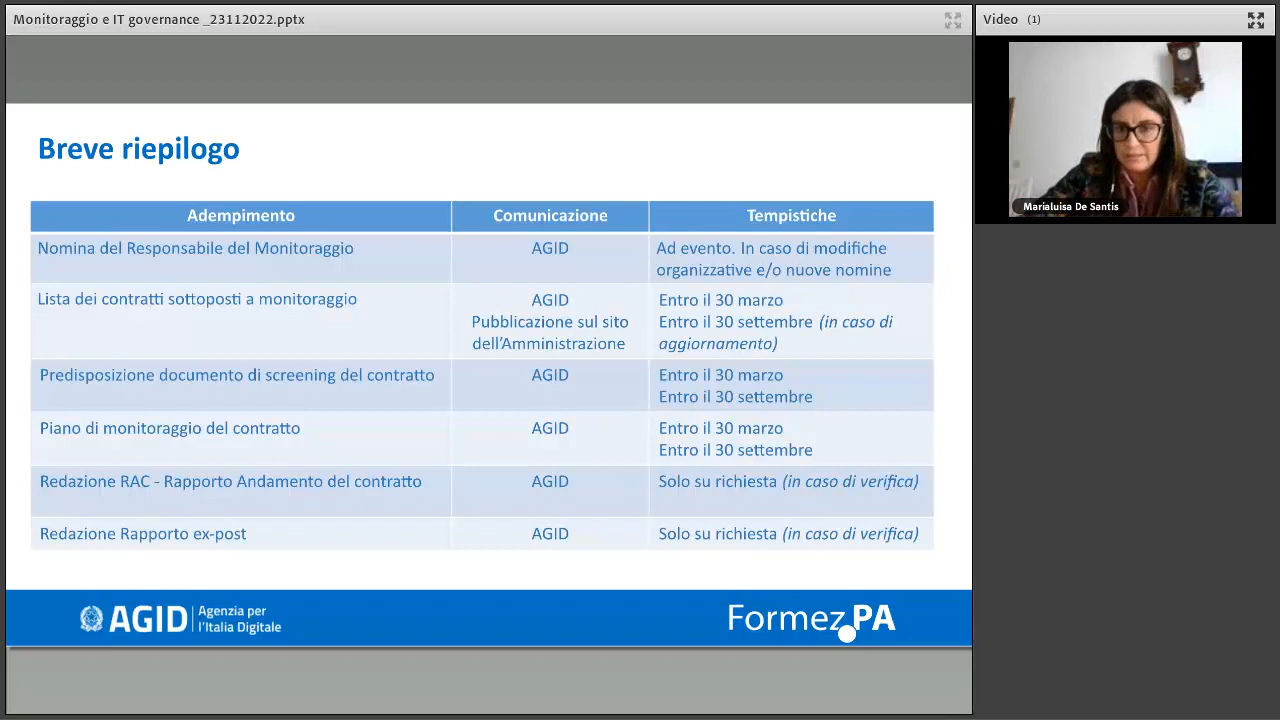 Monitoraggio e IT governance _23112022.pptx
Video (1)
Marialuisa De Santis
Breve riepilogo
Adempimento Comunicazione Tempistiche
Nomina del Responsabile del Monitoraggio AGID Ad evento. In caso di modifiche
organizzative e/o nuove nomine
Lista dei contratti sottoposti a monitoraggio AGID Entro il 30 marzo
Pubblicazione sul sito Entro il 30 settembre (in caso di
dell’Amministrazione aggiornamento)
Predisposizione documento di screening del contratto AGID Entro il 30 marzo
Entro il 30 settembre
Piano di monitoraggio del contratto AGID Entro il 30 marzo
Entro il 30 settembre
Redazione RAC - Rapporto Andamento del contratto AGID Solo su richiesta (in caso di verifica)
Redazione Rapporto ex-post AGID Solo su richiesta (in caso di verifica)
AGID Agenzia per
l’Italia Digitale
Formez PA